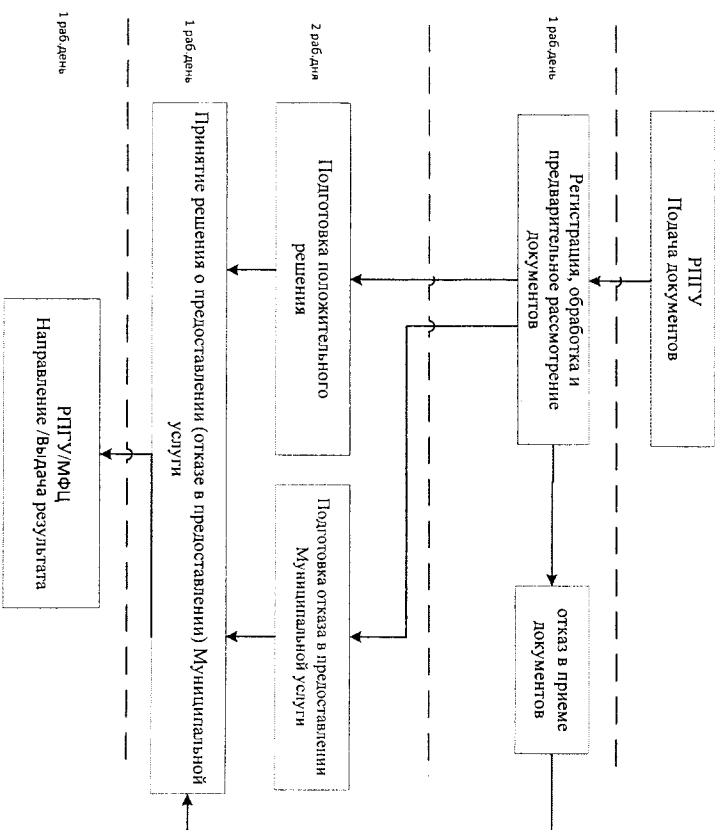 РПГУ
Подача документов
1 раб.день
Регистрация, обработка и
предварительное рассмотрение
документов
отказ в приеме
документов
2 раб.дня
Подготовка положительного
решения
Подготовка отказа в предоставлении
Муниципальной услуги
1 раб.день
Принятие решения о предоставлении (отказе в предоставлении) Муниципальной
услуги
1 раб.день
РПГУ/МФЦ
Направление /Выдача результата